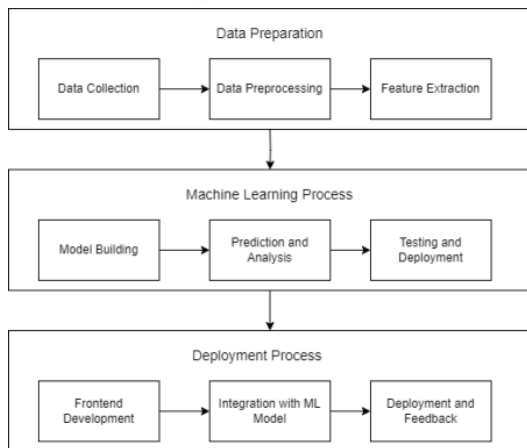 Data Preparation
Data Collection
Data Preprocessing
Feature Extraction
Machine Learning Process
Model Building
Prediction and
Analysis
Testing and
Deployment
Deployment Process
Frontend
Development
Integration with ML
Model
Deployment and
Feedback